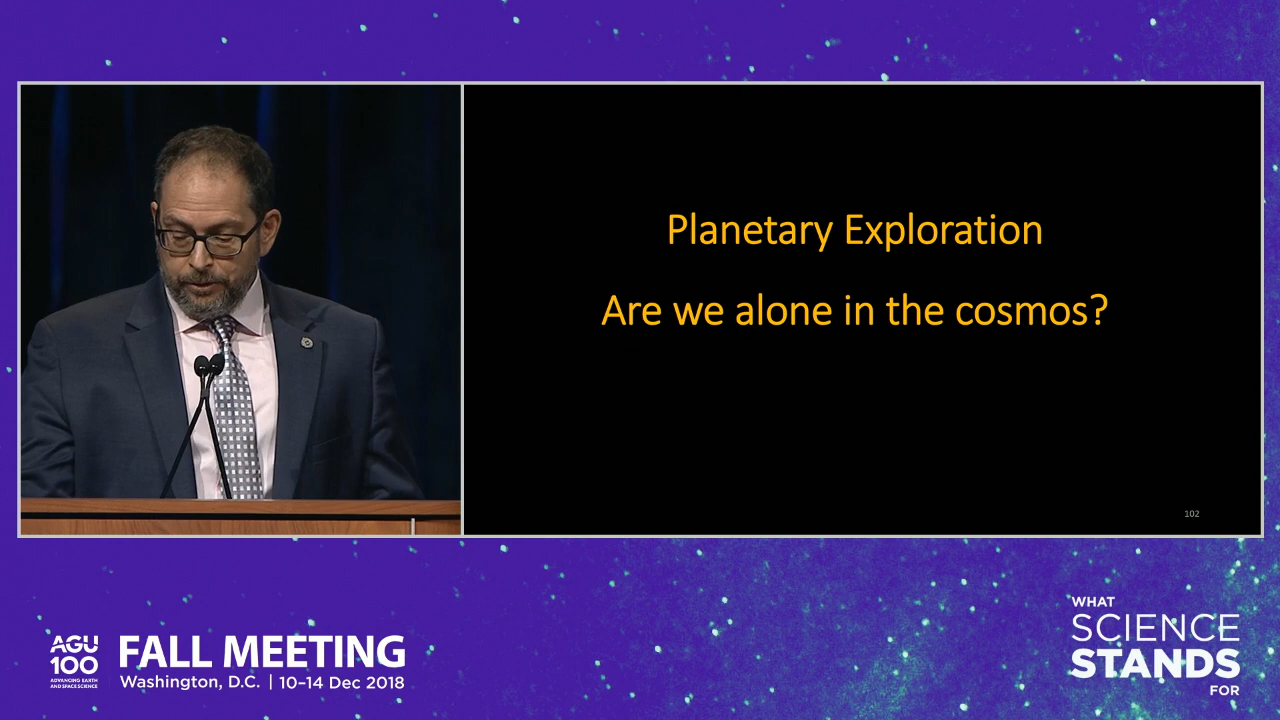 Planetary Exploration
Are we alone in the cosmos?
102
AGU
100
ADVANCING EARTH
AND SPACE SCIENCE
FALL MEETING
Washington, D.C. | 10–14 Dec 2018
WHAT
SCIENCE
STANDS
FOR